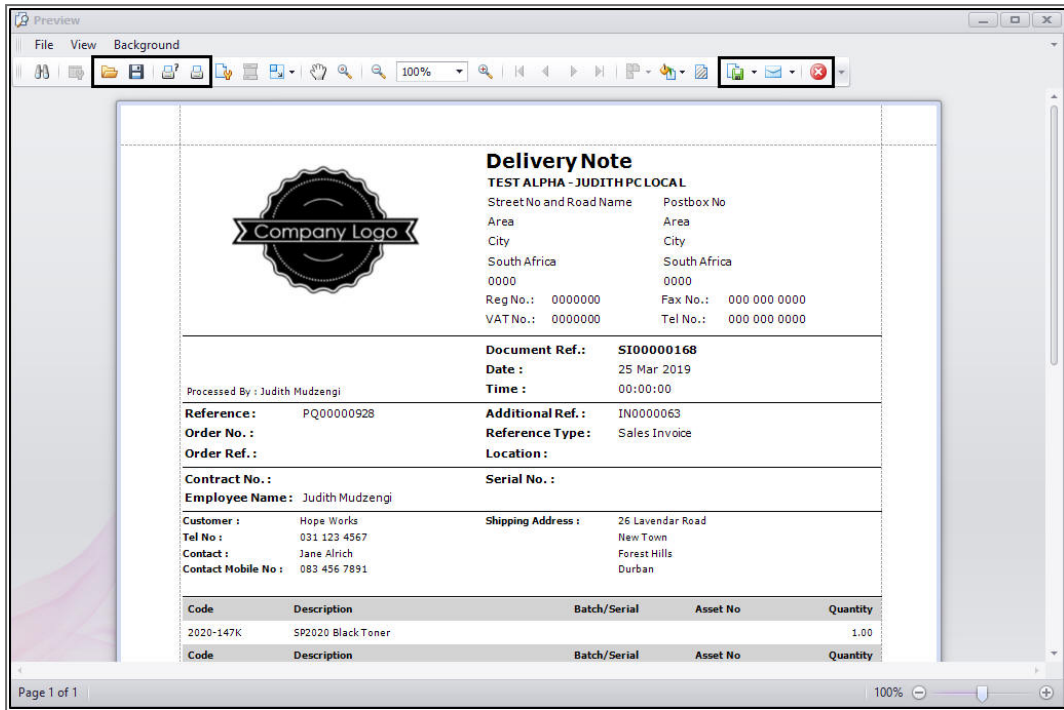 Preview
File View Background
100%
Company Logo
Delivery Note
TEST ALPHA - JUDITH PC LOCAL
Street No and Road Name Postbox No
Area Area
City City
South Africa South Africa
0000 0000
Reg No.: 0000000 Fax No.: 000 000 0000
VAT No.: 0000000 Tel No.: 000 000 0000
Document Ref.: SI00000168
Date : 25 Mar 2019
Processed By : Judith Mudzengi Time : 00:00:00
Reference : PQ00000928 Additional Ref. : IN0000063
Order No. : Reference Type : Sales Invoice
Order Ref. : Location :
Contract No. : Serial No. :
Employee Name : Judith Mudzengi
Customer : Hope Works Shipping Address : 26 Lavendar Road
Tel No : 031 123 4567 New Town
Contact : Jane Alrich Forest Hills
Contact Mobile No : 083 456 7891 Durban
Code Description Batch/Serial Asset No Quantity
2020-147K SP2020 Black Toner 1.00
Code Description Batch/Serial Asset No Quantity
Page 1 of 1 100%